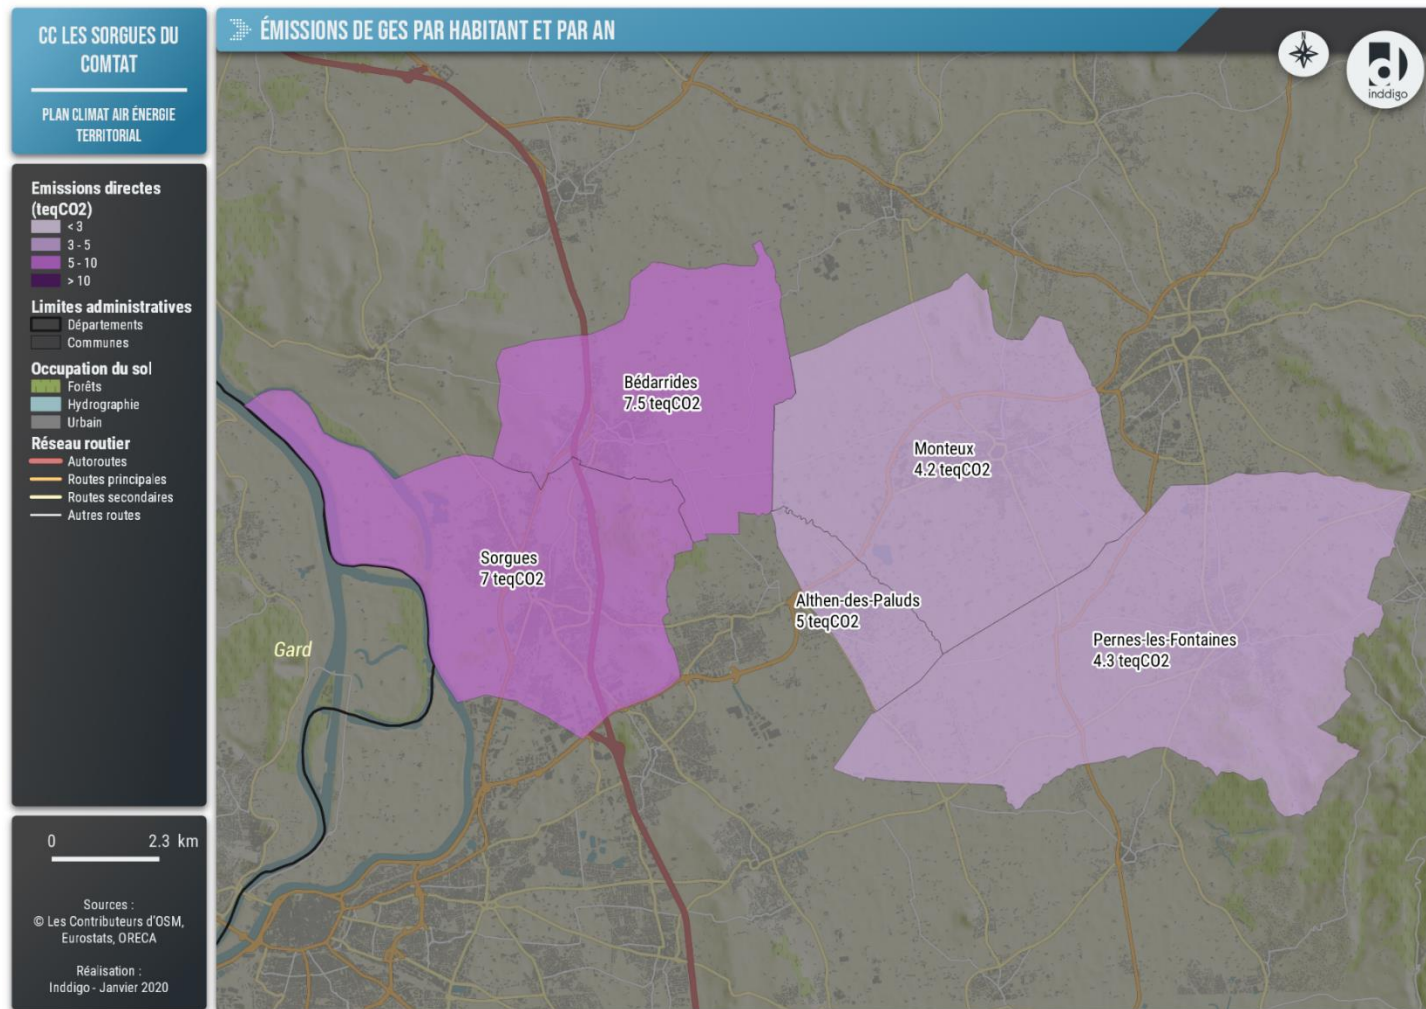 CC LES SORGUES DU
COMTAT
PLAN CLIMAT AIR ÉNERGIE
TERRITORIAL
ÉMISSIONS DE GES PAR HABITANT ET PAR AN
N
inddigo
Emissions directes
(teqCO2)
< 3
3 - 5
5 - 10
> 10
Limites administratives
Départements
Communes
Occupation du sol
Forêts
Hydrographie
Urbain
Réseau routier
Autoroutes
Routes principales
Routes secondaires
Autres routes
0 2.3 km
Sources :
© Les Contributeurs d'OSM,
Eurostats, ORECA
Réalisation :
Inddigo - Janvier 2020
Bédarrides
7.5 teqCO2
Monteux
4.2 teqCO2
Sorgues
7 teqCO2
Althen-des-Paluds
5 teqCO2
Pernes-les-Fontaines
4.3 teqCO2
Gard